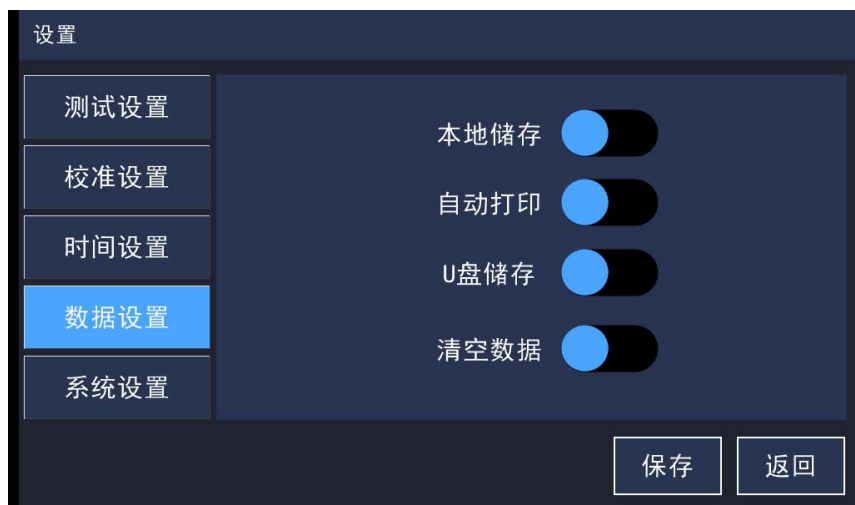 设置
测试设置
校准设置
时间设置
数据设置
系统设置
本地储存
自动打印
U盘储存
清空数据
保存
返回